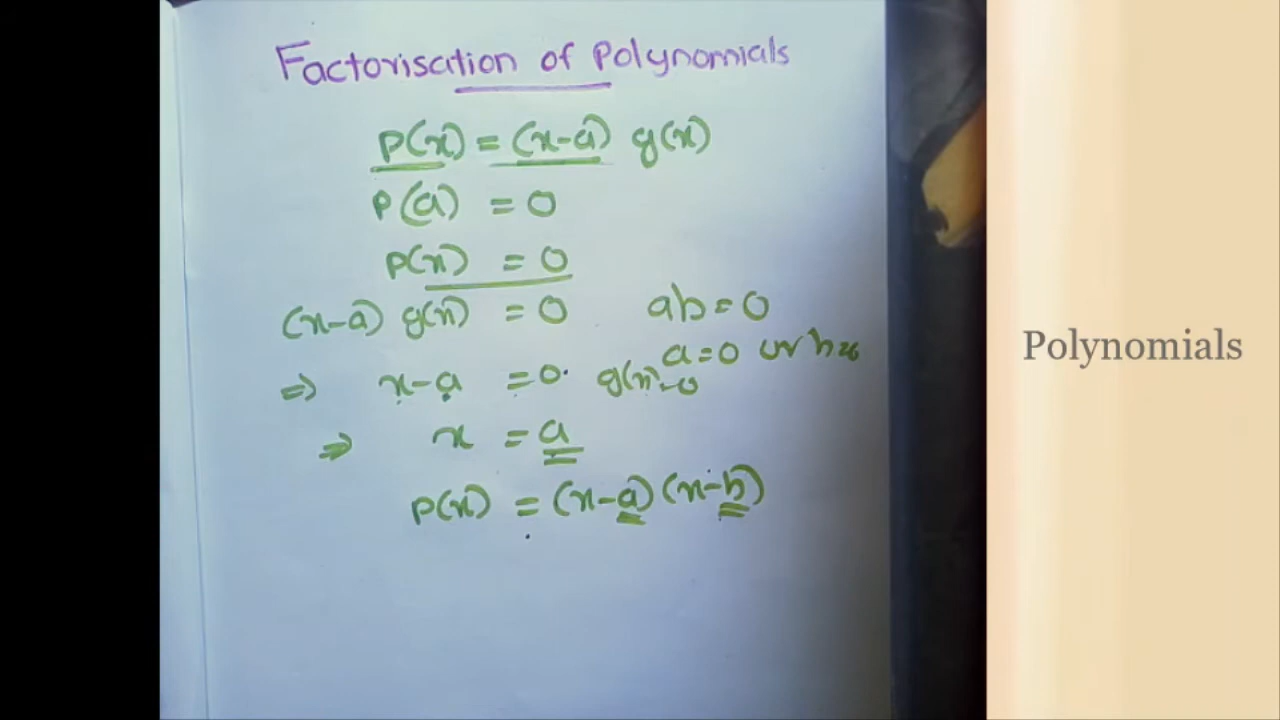 Factorisation of Polynomials
P(x) = (x-a) g(x)
P(a) = 0
P(x) = 0
(x-a) g(x) = 0 ab = 0
a = 0 or b = 0
⇒ x-a = 0. g(x) = 0
⇒ x = a
P(x) = (x-a) (x-b)
Polynomials